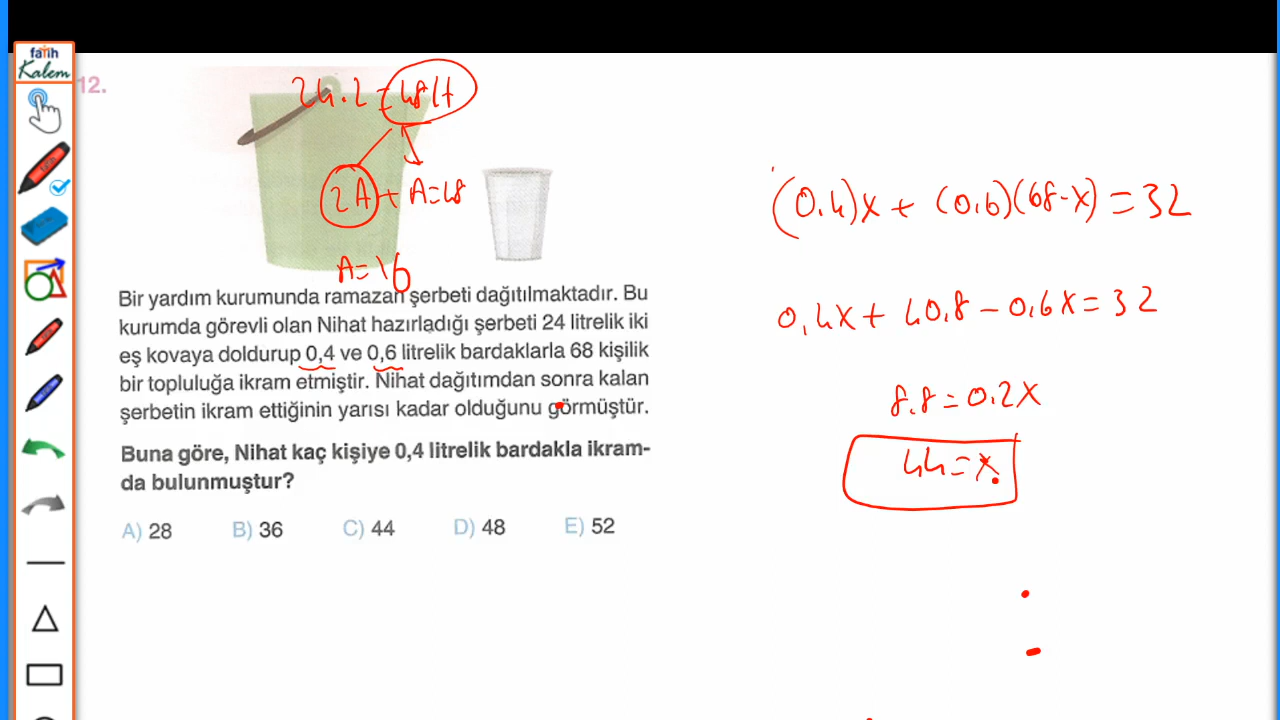 fatih
Kalem
12.
24.2 = 48 lt
2A + A = 48
A = 16
Bir yardım kurumunda ramazan şerbeti dağıtılmaktadır. Bu
kurumda görevli olan Nihat hazırladığı şerbeti 24 litrelik iki
eş kovaya doldurup 0,4 ve 0,6 litrelik bardaklarla 68 kişilik
bir topluluğa ikram etmiştir. Nihat dağıtımdan sonra kalan
şerbetin ikram ettiğinin yarısı kadar olduğunu görmüştür.
Buna göre, Nihat kaç kişiye 0,4 litrelik bardakla ikram-
da bulunmuştur?
A) 28 B) 36 C) 44 D) 48 E) 52
(0.4)x + (0.6)(68-x) = 32
0,4x + 40.8 - 0.6x = 32
8.8 = 0.2x
44 = x